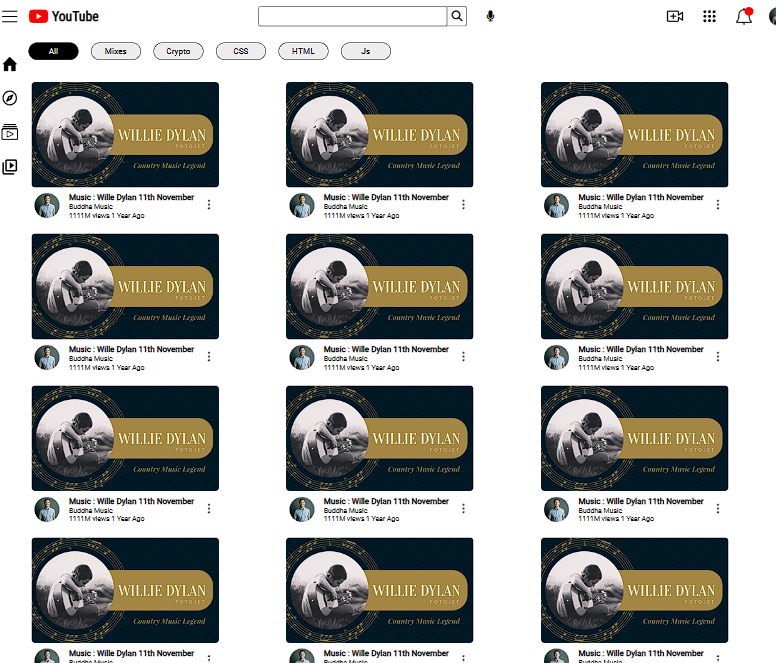 YouTube
All Mixes Crypto CSS HTML Js
WILLIE DYLAN WILLIE DYLAN WILLIE DYLAN
FOTOJET FOTOJET FOTOJET
Country Music Legend Country Music Legend Country Music Legend
Music : Wille Dylan 11th November Music : Wille Dylan 11th November Music : Wille Dylan 11th November
Buddha Music Buddha Music Buddha Music
1111M views 1 Year Ago 1111M views 1 Year Ago 1111M views 1 Year Ago
WILLIE DYLAN WILLIE DYLAN WILLIE DYLAN
FOTOJET FOTOJET FOTOJET
Country Music Legend Country Music Legend Country Music Legend
Music : Wille Dylan 11th November Music : Wille Dylan 11th November Music : Wille Dylan 11th November
Buddha Music Buddha Music Buddha Music
1111M views 1 Year Ago 1111M views 1 Year Ago 1111M views 1 Year Ago
WILLIE DYLAN WILLIE DYLAN WILLIE DYLAN
FOTOJET FOTOJET FOTOJET
Country Music Legend Country Music Legend Country Music Legend
Music : Wille Dylan 11th November Music : Wille Dylan 11th November Music : Wille Dylan 11th November
Buddha Music Buddha Music Buddha Music
1111M views 1 Year Ago 1111M views 1 Year Ago 1111M views 1 Year Ago
WILLIE DYLAN WILLIE DYLAN WILLIE DYLAN
FOTOJET FOTOJET FOTOJET
Country Music Legend Country Music Legend Country Music Legend
Music : Wille Dylan 11th November Music : Wille Dylan 11th November Music : Wille Dylan 11th November
Buddha Music Buddha Music Buddha Music